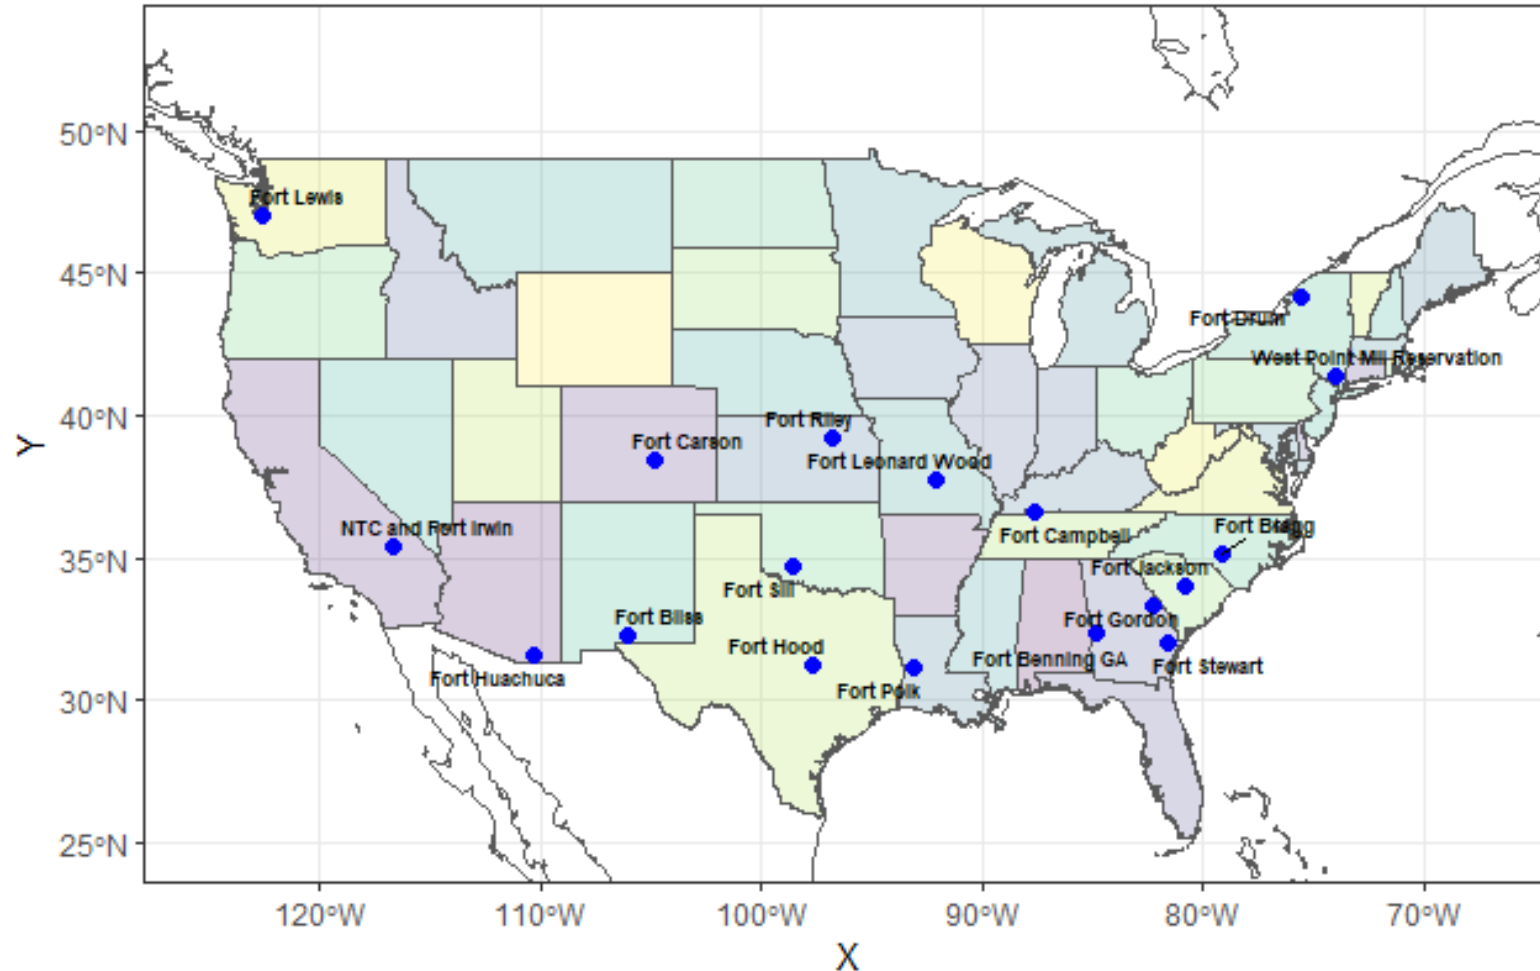 50°N
45°N
40°N
35°N
30°N
25°N
Y
Fort Lewis
Fort Drum
West Point Mil Reservation
Fort Riley
Fort Carson
Fort Leonard Wood
NTC and Fort Irwin
Fort Campbell
Fort Bragg
Fort Jackson
Fort Sill
Fort Bliss
Fort Gordon
Fort Hood
Fort Benning GA
Fort Stewart
Fort Huachuca
Fort Polk
120°W
110°W
100°W
90°W
80°W
70°W
X